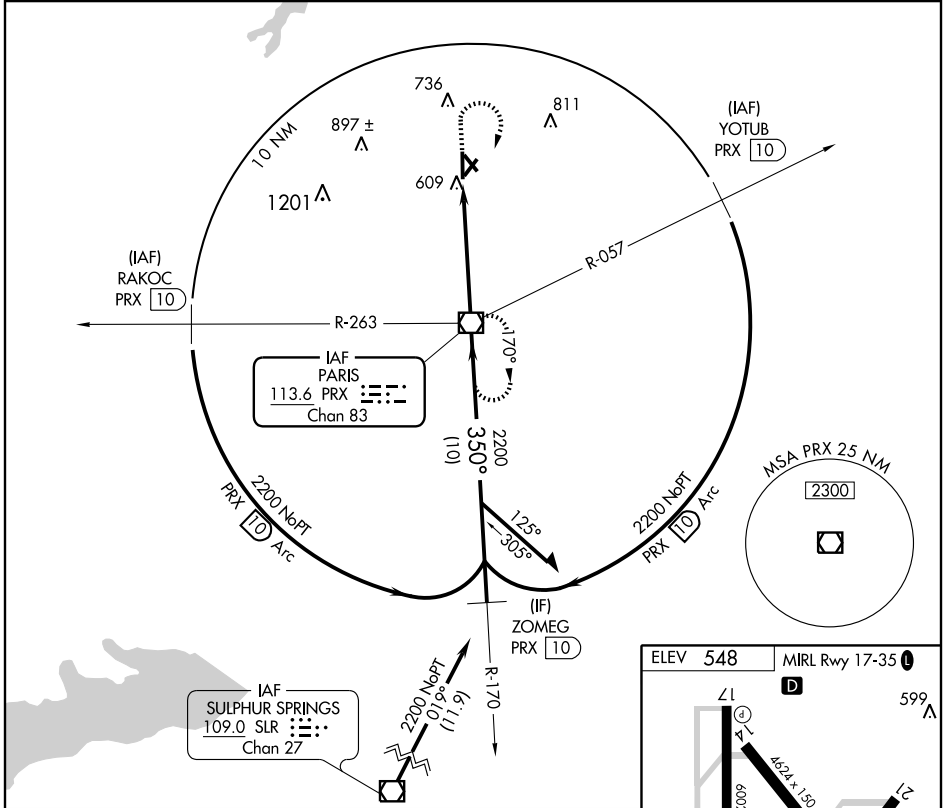 736
811
897 ±
10 NM
609
1201
(IAF)
YOTUB
PRX 10
(IAF)
RAKOC
PRX 10
R-057
R-263
IAF
PARIS
113.6 PRX
Chan 83
170°
2200
350°
(10)
MSA PRX 25 NM
2300
2200 NoPT
PRX 10 Arc
2200 NoPT
PRX 10 Arc
125°
305°
(IF)
ZOMEG
PRX 10
R-170
2200 NoPT
019°
(11.9)
IAF
SULPHUR SPRINGS
109.0 SLR
Chan 27
ELEV 548
MIRL Rwy 17-35 L
D
599
17
P
14
4624 x 150
21